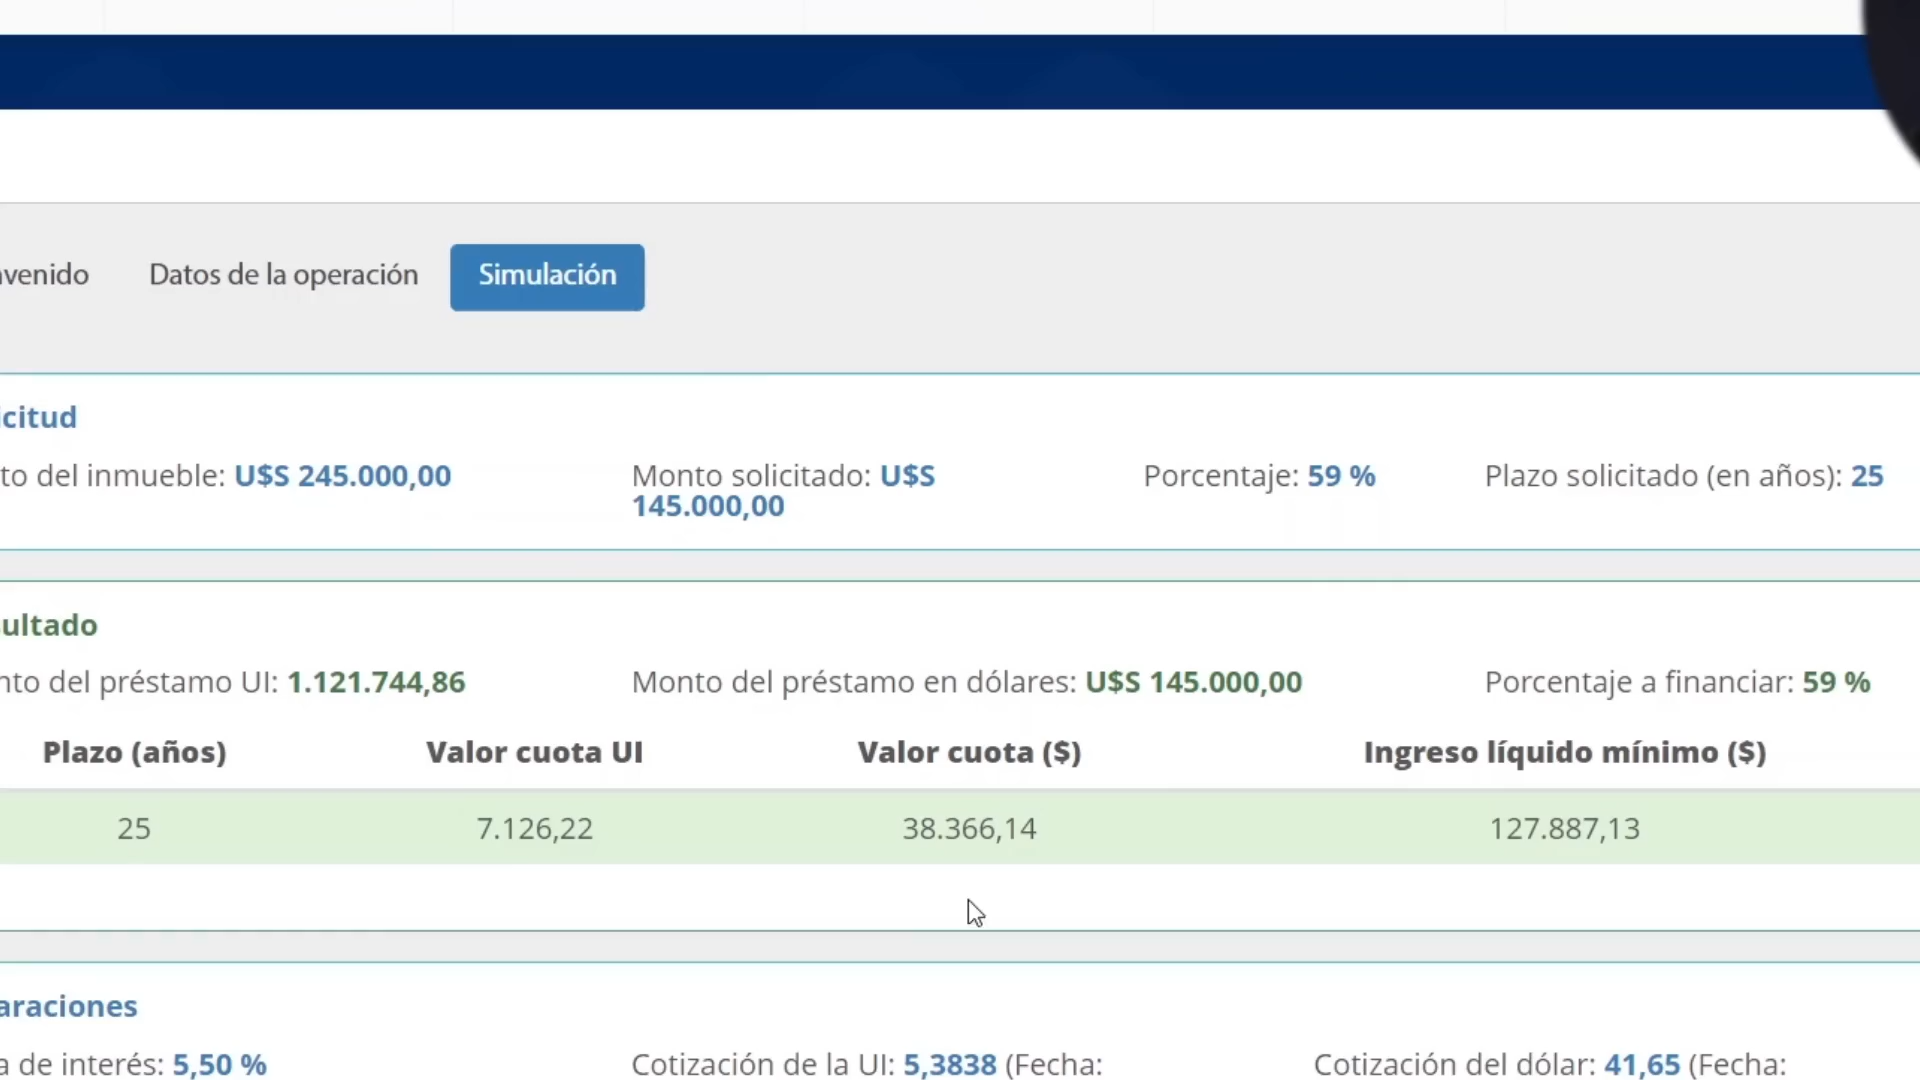 Datos de la operación Simulación
to del inmueble: U$S 245.000,00 Monto solicitado: U$S 145.000,00 Porcentaje: 59 % Plazo solicitado (en años): 25
Monto del préstamo en dólares: U$S 145.000,00
nto del préstamo UI: 1.121.744,86 Porcentaje a financiar: 59 %
Plazo (años) Valor cuota UI Valor cuota ($) Ingreso líquido mínimo ($)
25 7.126,22 38.366,14 127.887,13
araciones
a de interés: 5,50 % Cotización de la UI: 5,3838 (Fecha: Cotización del dólar: 41,65 (Fecha: